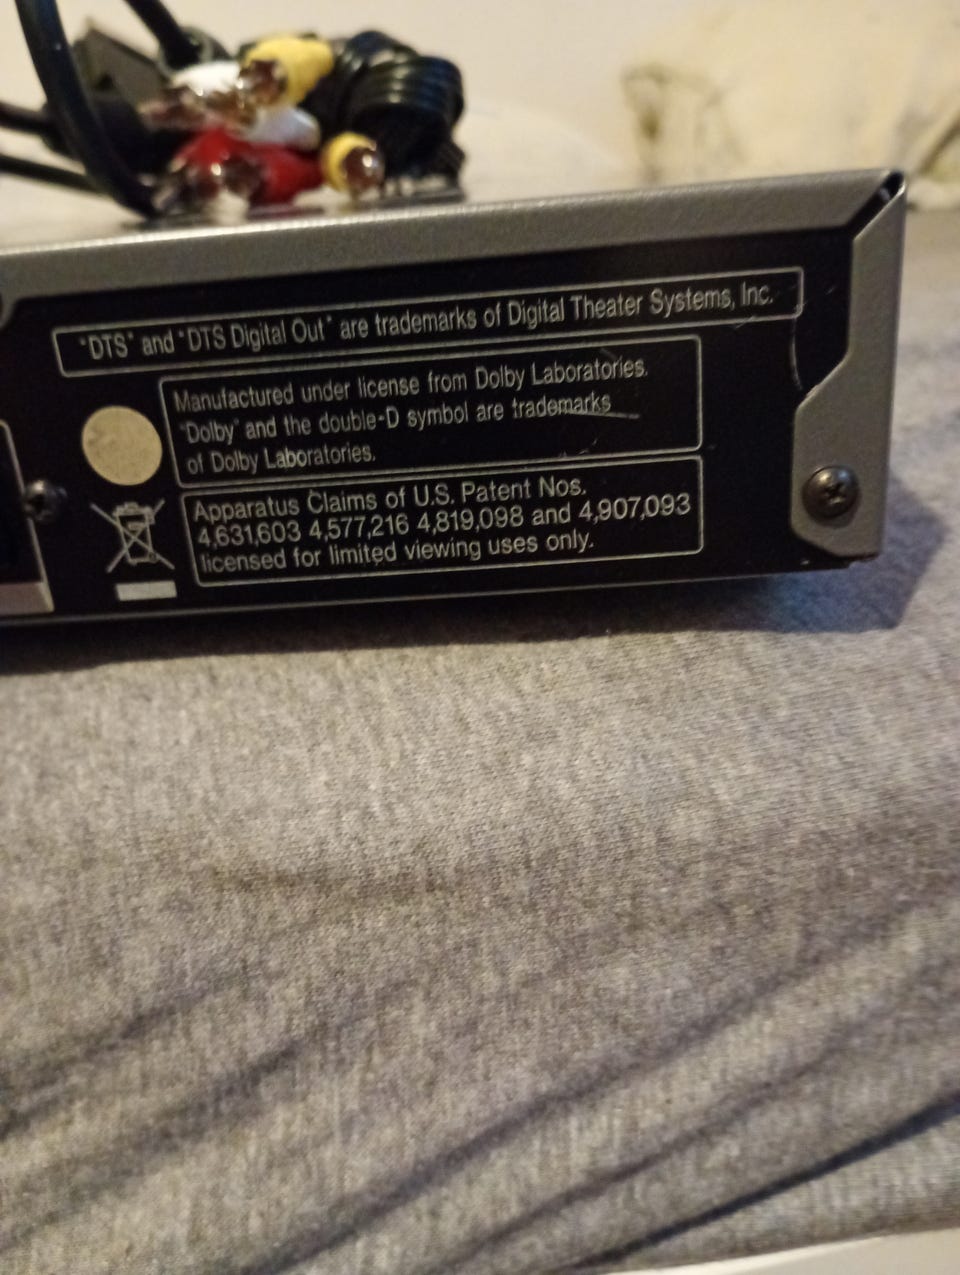 "DTS" and "DTS Digital Out" are trademarks of Digital Theater Systems, Inc.
Manufactured under license from Dolby Laboratories.
"Dolby" and the double-D symbol are trademarks
of Dolby Laboratories.
Apparatus Claims of U.S. Patent Nos.
4,631,603 4,577,216 4,819,098 and 4,907,093
licensed for limited viewing uses only.